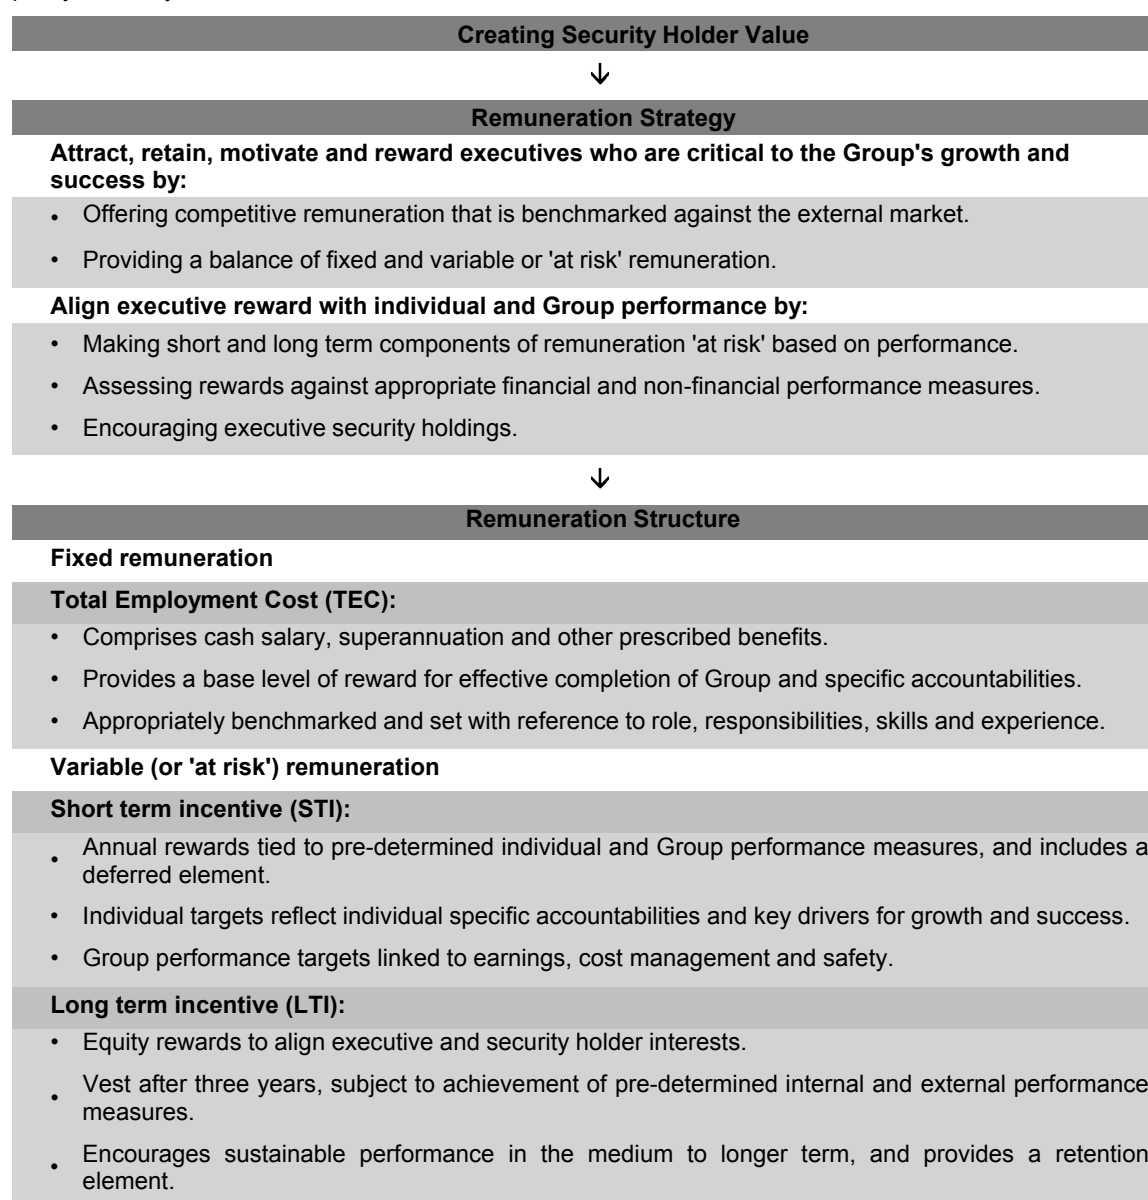 Creating Security Holder Value
↓
Remuneration Strategy
Attract, retain, motivate and reward executives who are critical to the Group's growth and
success by:
• Offering competitive remuneration that is benchmarked against the external market.
• Providing a balance of fixed and variable or 'at risk' remuneration.
Align executive reward with individual and Group performance by:
• Making short and long term components of remuneration 'at risk' based on performance.
• Assessing rewards against appropriate financial and non-financial performance measures.
• Encouraging executive security holdings.
↓
Remuneration Structure
Fixed remuneration
Total Employment Cost (TEC):
• Comprises cash salary, superannuation and other prescribed benefits.
• Provides a base level of reward for effective completion of Group and specific accountabilities.
• Appropriately benchmarked and set with reference to role, responsibilities, skills and experience.
Variable (or 'at risk') remuneration
Short term incentive (STI):
• Annual rewards tied to pre-determined individual and Group performance measures, and includes a
deferred element.
• Individual targets reflect individual specific accountabilities and key drivers for growth and success.
• Group performance targets linked to earnings, cost management and safety.
Long term incentive (LTI):
• Equity rewards to align executive and security holder interests.
• Vest after three years, subject to achievement of pre-determined internal and external performance
measures.
• Encourages sustainable performance in the medium to longer term, and provides a retention
element.